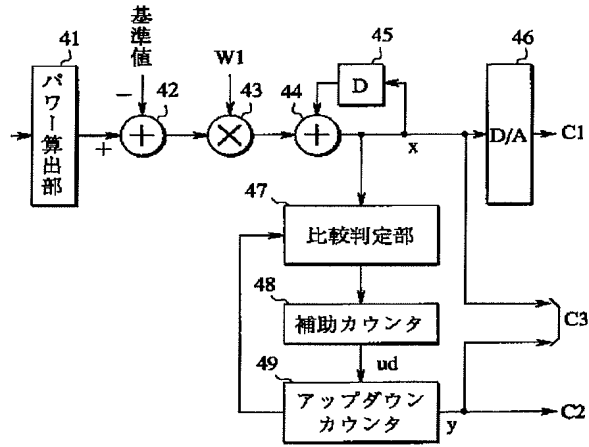 41
パワー算出部
基準値
−
+
42
+
W1
43
×
44
+
45
D
x
46
D/A
C1
47
比較判定部
48
補助カウンタ
ud
49
アップダウン
カウンタ
y
C3
C2